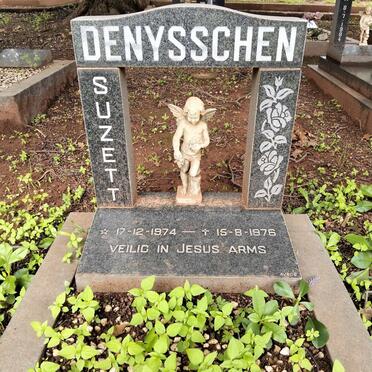 DENYSSCHEN
SUZETT
☆ 17-12-1974 — ✝ 15-8-1976
VEILIG IN JESUS ARMS